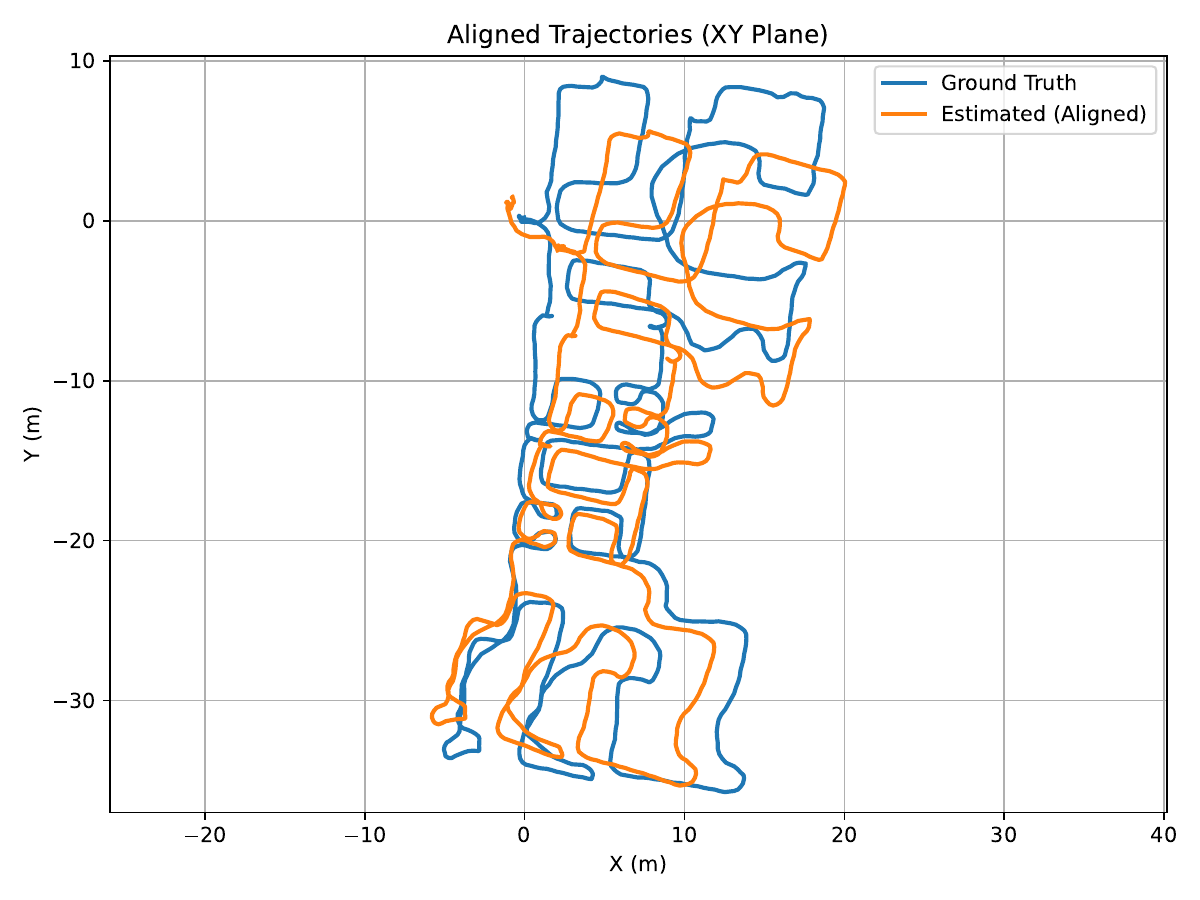 Aligned Trajectories (XY Plane)
Ground Truth
Estimated (Aligned)
10
0
−10
−20
−30
Y (m)
−20
−10
0
10
20
30
40
X (m)